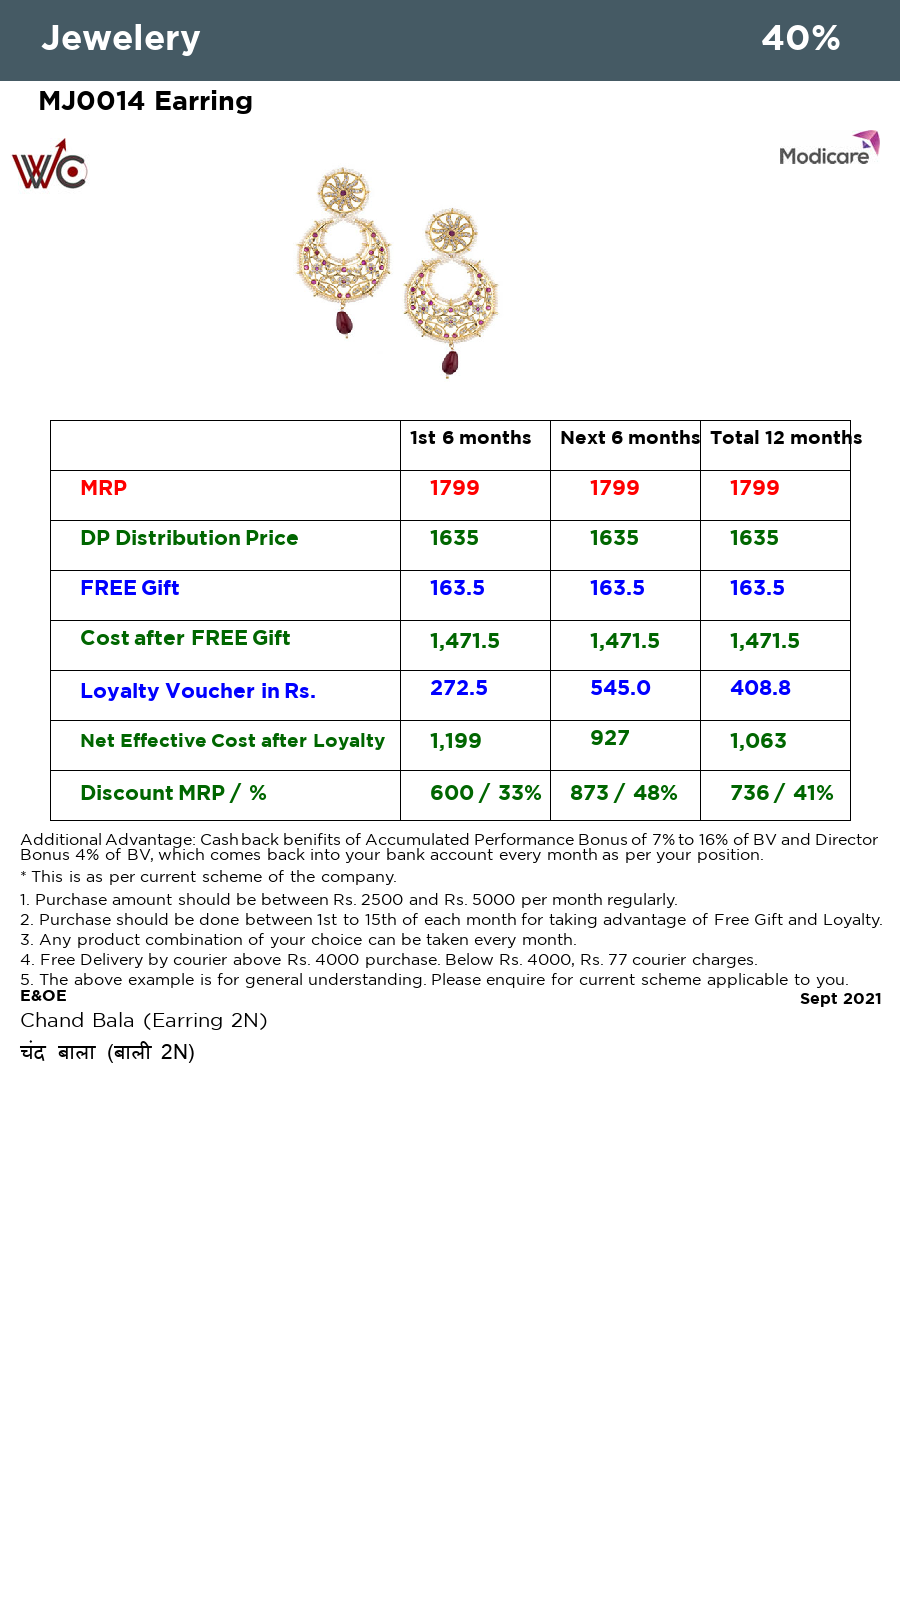 Jewelery 40%
MJ0014 Earring
WC
Modicare
1st 6 months Next 6 months Total 12 months
MRP 1799 1799 1799
DP Distribution Price 1635 1635 1635
FREE Gift 163.5 163.5 163.5
Cost after FREE Gift 1,471.5 1,471.5 1,471.5
Loyalty Voucher in Rs. 272.5 545.0 408.8
Net Effective Cost after Loyalty 1,199 927 1,063
Discount MRP / % 600 / 33% 873 / 48% 736 / 41%
Additional Advantage: Cashback benifits of Accumulated Performance Bonus of 7% to 16% of BV and Director
Bonus 4% of BV, which comes back into your bank account every month as per your position.
* This is as per current scheme of the company.
1. Purchase amount should be between Rs. 2500 and Rs. 5000 per month regularly.
2. Purchase should be done between 1st to 15th of each month for taking advantage of Free Gift and Loyalty.
3. Any product combination of your choice can be taken every month.
4. Free Delivery by courier above Rs. 4000 purchase. Below Rs. 4000, Rs. 77 courier charges.
5. The above example is for general understanding. Please enquire for current scheme applicable to you.
E&OE Sept 2021
Chand Bala (Earring 2N)
चंद बाला (बाली 2N)